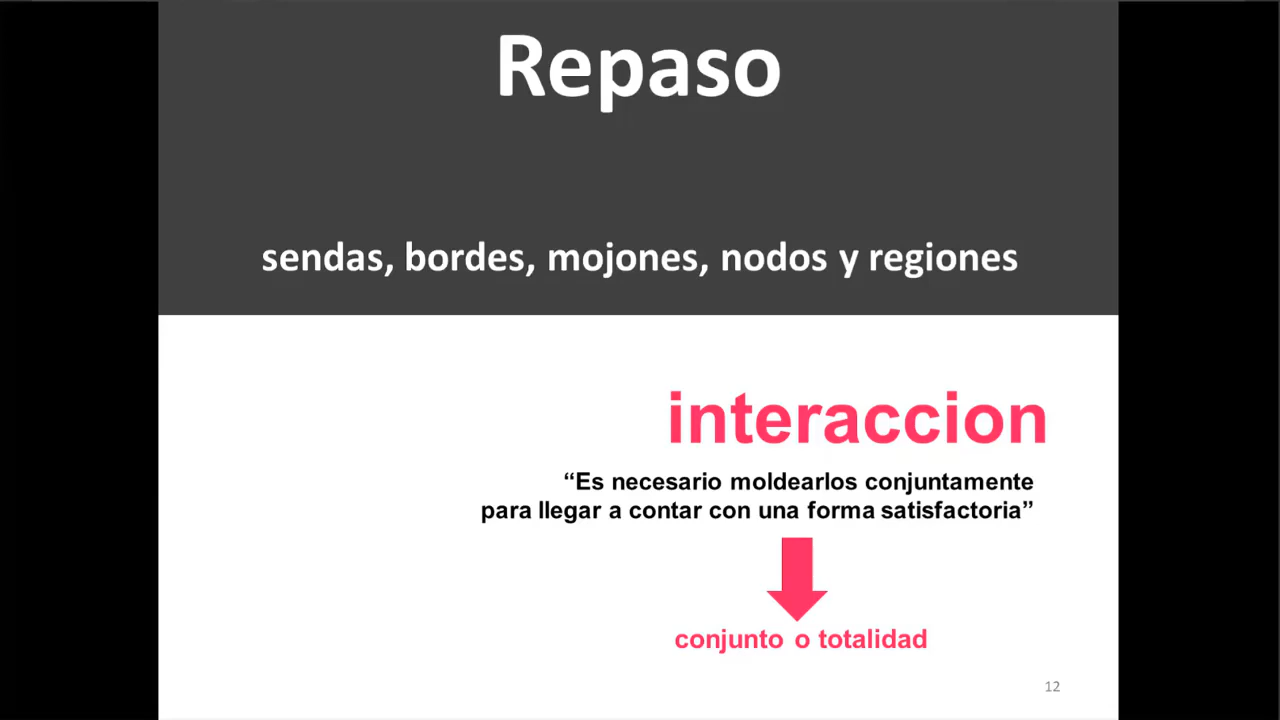 Repaso
sendas, bordes, mojones, nodos y regiones
interaccion
“Es necesario moldearlos conjuntamente
para llegar a contar con una forma satisfactoria”
conjunto o totalidad
12